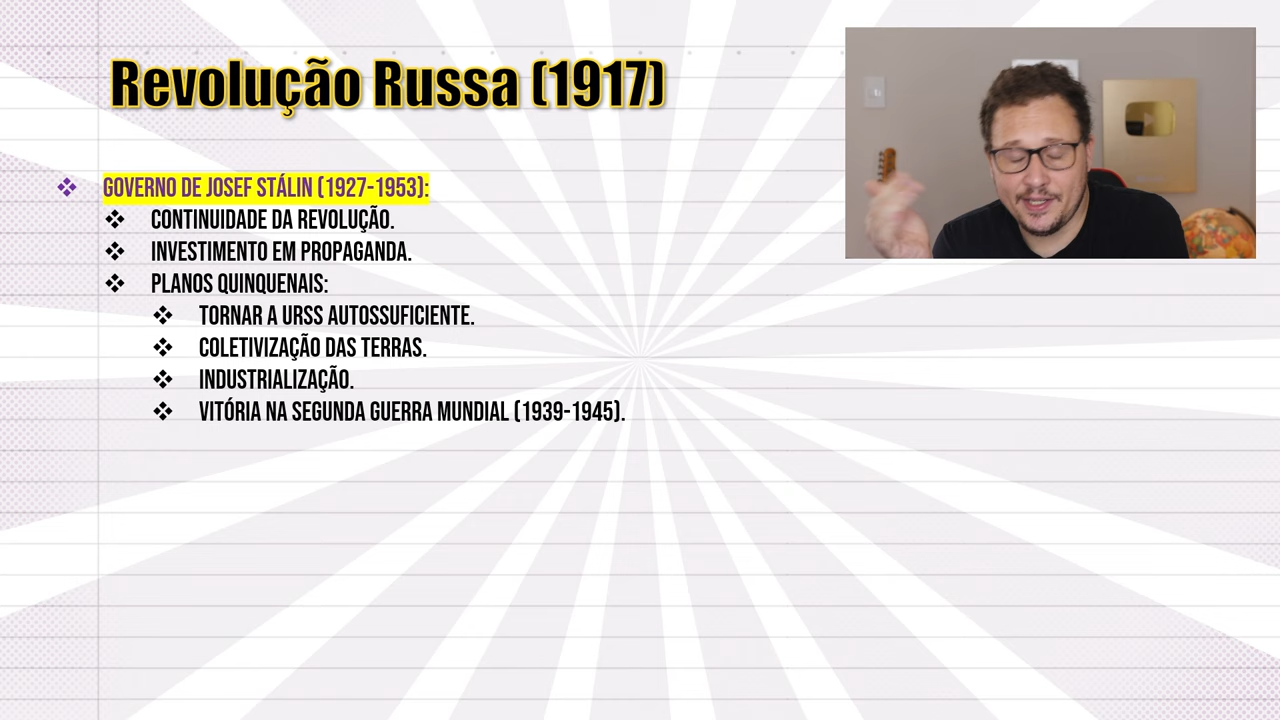 Revolução Russa (1917)
GOVERNO DE JOSEF STÁLIN (1927-1953):
CONTINUIDADE DA REVOLUÇÃO.
INVESTIMENTO EM PROPAGANDA.
PLANOS QUINQUENAIS:
TORNAR A URSS AUTOSSUFICIENTE.
COLETIVIZAÇÃO DAS TERRAS.
INDUSTRIALIZAÇÃO.
VITÓRIA NA SEGUNDA GUERRA MUNDIAL (1939-1945).